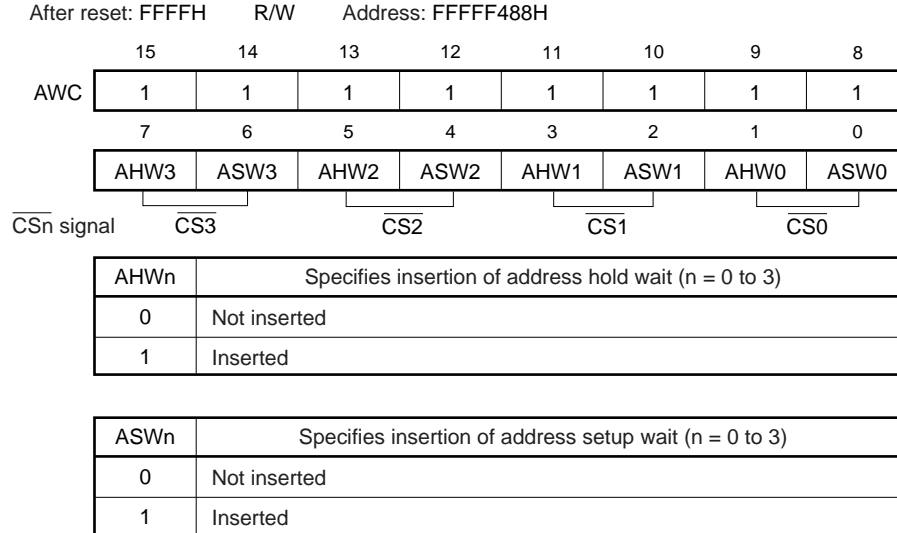 After reset: FFFFH R/W Address: FFFFF488H
15 14 13 12 11 10 9 8
AWC 1 1 1 1 1 1 1 1
7 6 5 4 3 2 1 0
AHW3 ASW3 AHW2 ASW2 AHW1 ASW1 AHW0 ASW0
CSn signal CS3 CS2 CS1 CS0
AHWn Specifies insertion of address hold wait (n = 0 to 3)
0 Not inserted
1 Inserted
ASWn Specifies insertion of address setup wait (n = 0 to 3)
0 Not inserted
1 Inserted